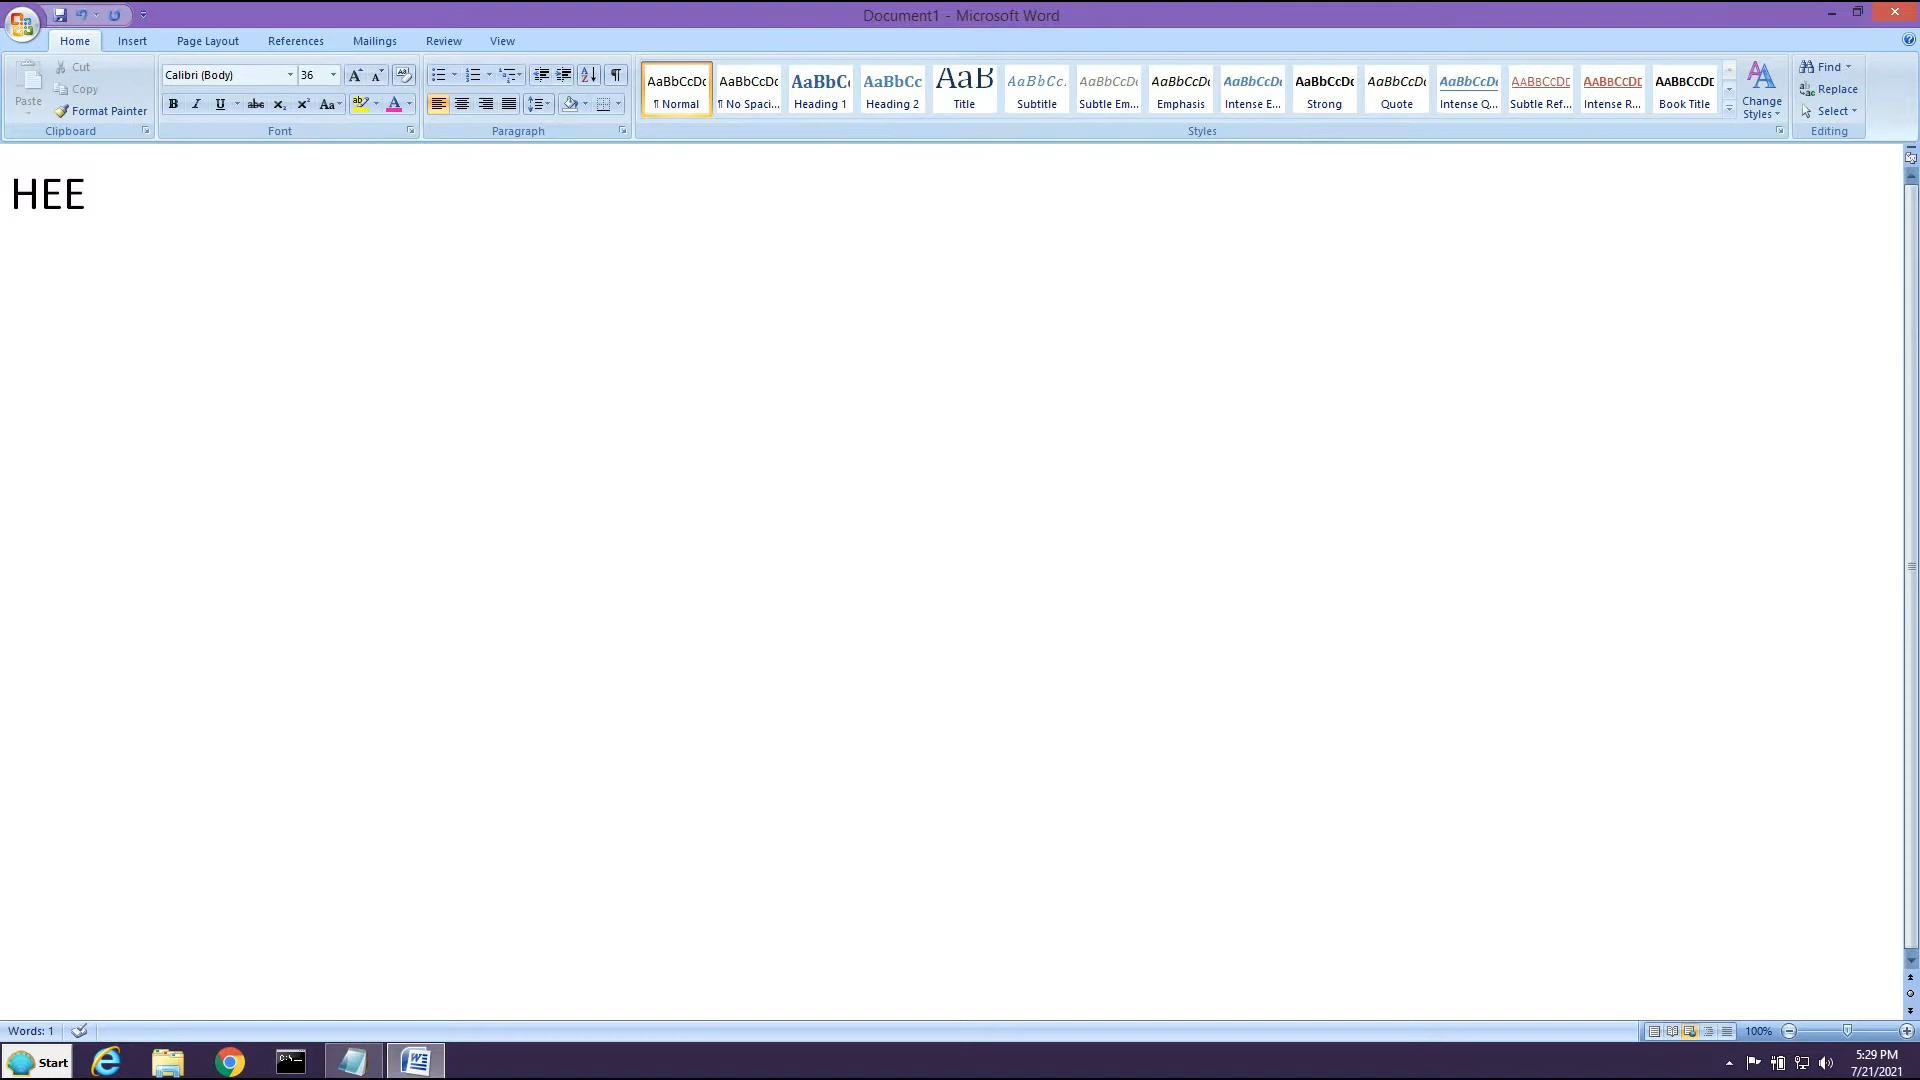 Document1 - Microsoft Word
Home Insert Page Layout References Mailings Review View
Paste
Cut
Copy
Format Painter
Clipboard
Calibri (Body) 36
Font
Paragraph
AaBbCcDc AaBbCcDc AaBbC AaBbCc AaB AaBbCc. AaBbCcDc AaBbCcDc AaBbCcDc AaBbCcDc AaBbCcDc AaBbCcDc AaBbCcDd AaBbCcDd AaBbCcDd
¶ Normal ¶ No Spaci... Heading 1 Heading 2 Title Subtitle Subtle Em... Emphasis Intense E... Strong Quote Intense Q... Subtle Ref... Intense R... Book Title
Change
Styles
Styles
Find
Replace
Select
Editing
HEE
Words: 1
100%
Start
C:\_
5:29 PM
7/21/2021